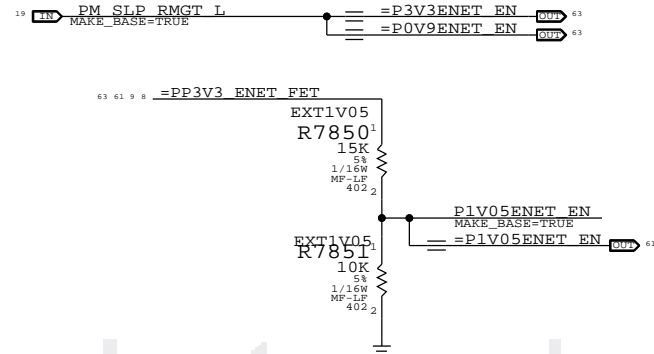 19 IN PM_SLP_RMGT_L =P3V3ENET_EN OUT 63
MAKE_BASE=TRUE
=P0V9ENET_EN OUT 63
63 61 9 8 =PP3V3_ENET_FET
EXT1V05
R7850 1
15K
5%
1/16W
MF-LF
402 2
P1V05ENET_EN
MAKE_BASE=TRUE
EXT1V05 =P1V05ENET_EN OUT 61
R7851 1
10K
5%
1/16W
MF-LF
402 2